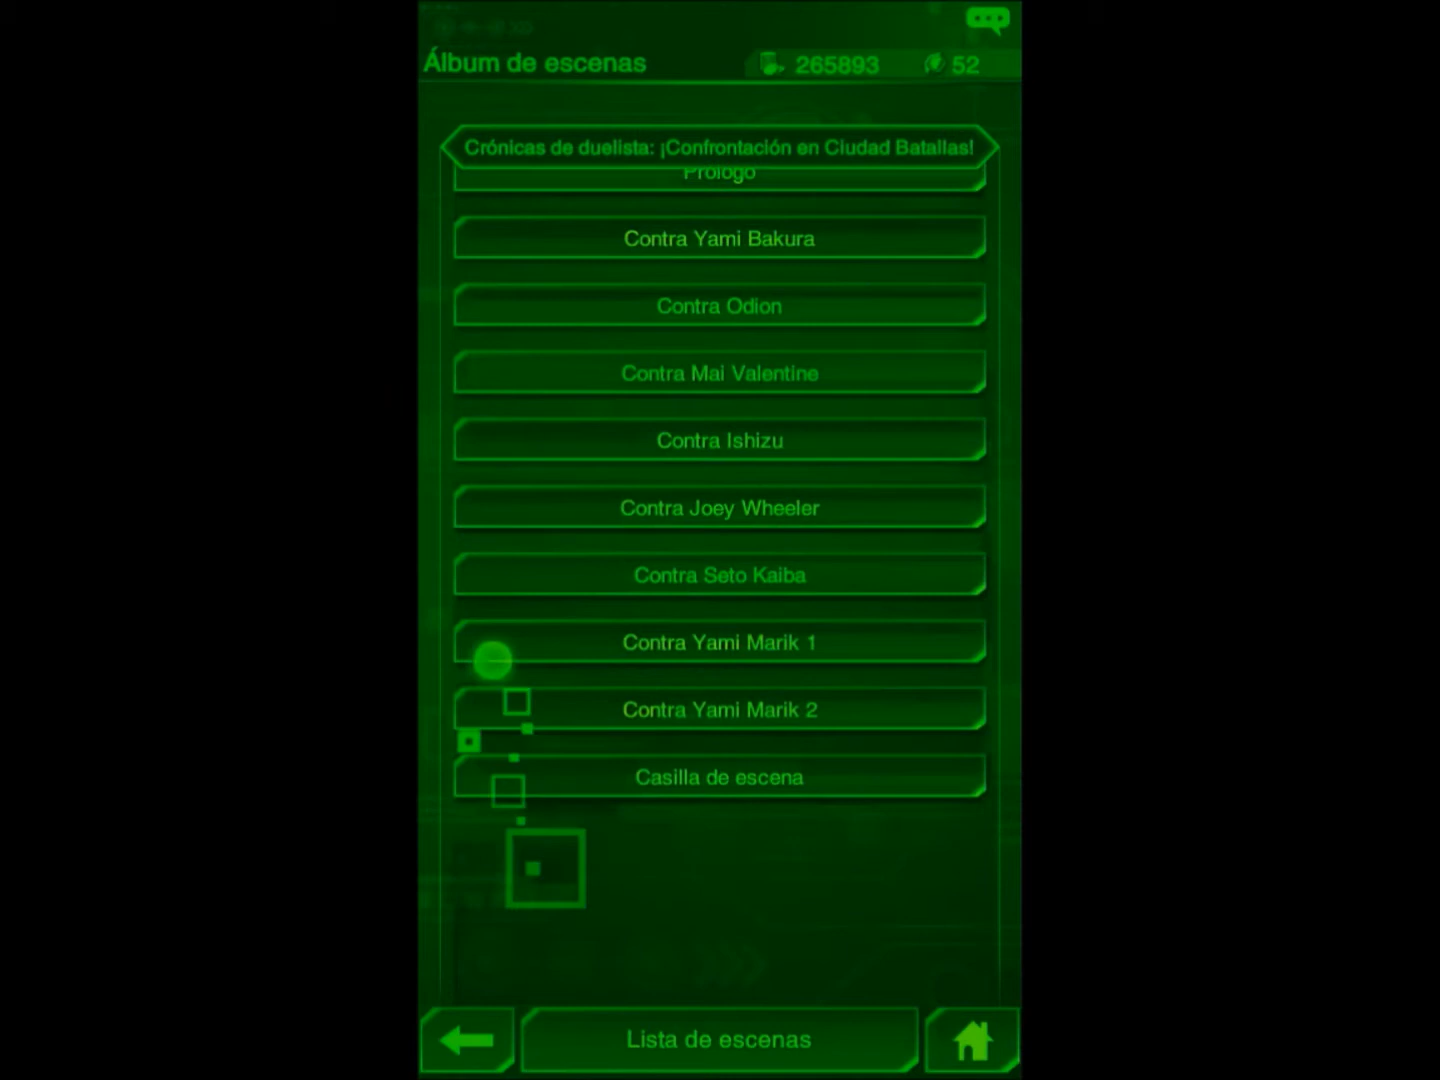 Álbum de escenas
265893
52
Crónicas de duelista: ¡Confrontación en Ciudad Batallas!
Prólogo
Contra Yami Bakura
Contra Odion
Contra Mai Valentine
Contra Ishizu
Contra Joey Wheeler
Contra Seto Kaiba
Contra Yami Marik 1
Contra Yami Marik 2
Casilla de escena
Lista de escenas